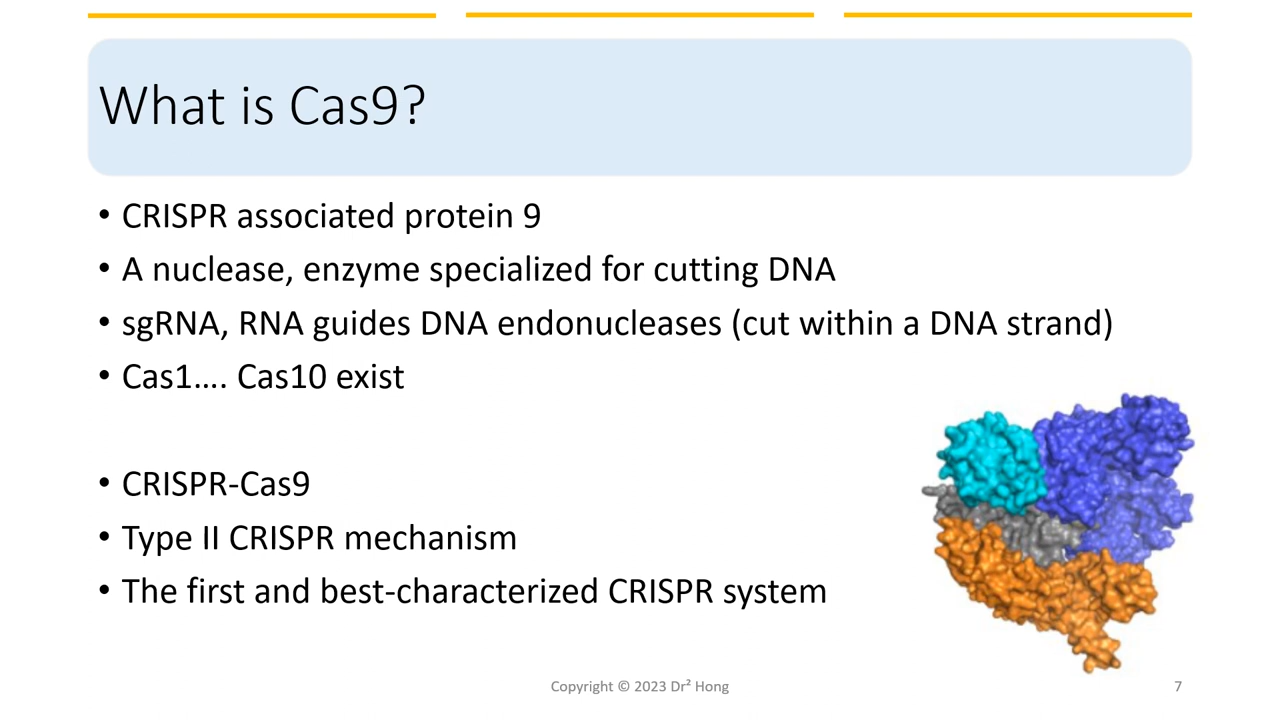 What is Cas9?
• CRISPR associated protein 9
• A nuclease, enzyme specialized for cutting DNA
• sgRNA, RNA guides DNA endonucleases (cut within a DNA strand)
• Cas1.... Cas10 exist
• CRISPR-Cas9
• Type II CRISPR mechanism
• The first and best-characterized CRISPR system
Copyright © 2023 Dr² Hong
7